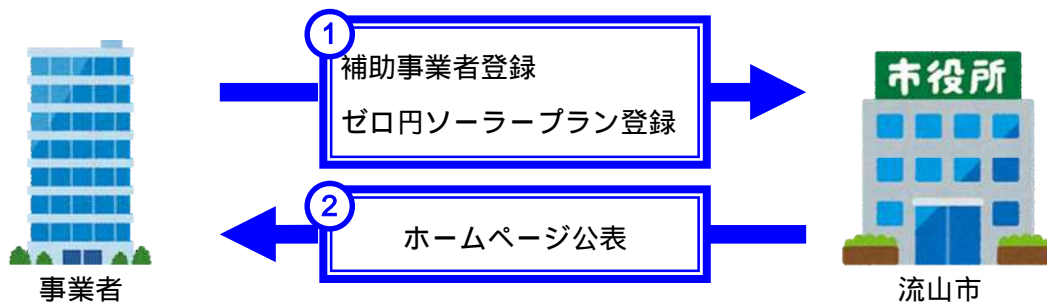 ①
補助事業者登録
ゼロ円ソーラープラン登録
市役所
②
ホームページ公表
事業者
流山市